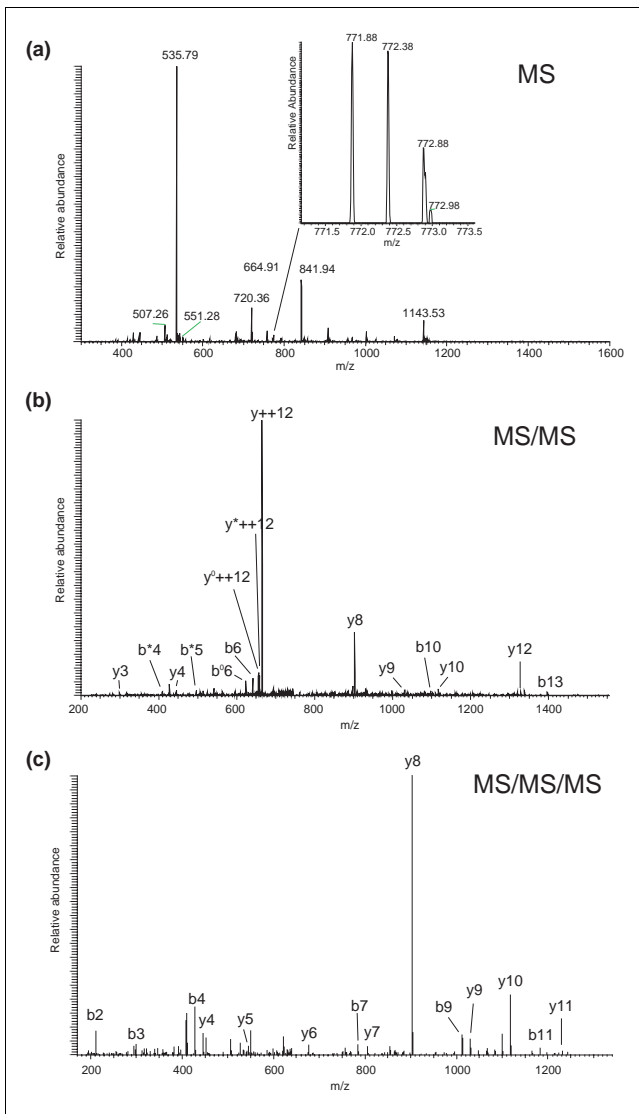 (a)
MS
535.79
771.88
772.38
772.88
772.98
Relative Abundance
771.5 772.0 772.5 773.0 773.5
m/z
Relative abundance
507.26
551.28
720.36
664.91
841.94
1143.53
400 600 800 1000 1200 1400 1600
m/z
(b)
MS/MS
y++12
y*++12
y⁰++12
Relative abundance
y3
b*4
y4
b*5
b⁰6
b6
y8
y9
b10
y10
y12
b13
200 400 600 800 1000 1200 1400
m/z
(c)
MS/MS/MS
y8
Relative abundance
b2
b3
b4
y4
y5
y6
b7
y7
b9
y9
y10
b11
y11
200 400 600 800 1000 1200
m/z